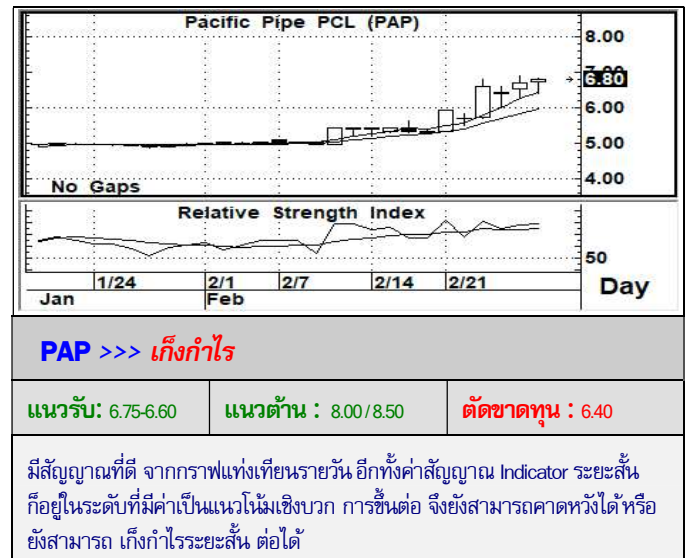 Pacific Pipe PCL (PAP)
8.00
7.00
6.80
6.00
5.00
4.00
No Gaps
Relative Strength Index
50
1/24 2/1 2/7 2/14 2/21
Jan Feb
Day
PAP >>> เก็งกำไร
แนวรับ: 6.75-6.60 แนวต้าน : 8.00/8.50 ตัดขาดทุน : 6.40
มีสัญญาณที่ดี จากกราฟแท่งเทียนรายวัน อีกทั้งค่าสัญญาณ Indicator ระยะสั้น
ก็อยู่ในระดับที่มีค่าเป็นแนวโน้มเชิงบวก การขึ้นต่อ จึงยังสามารถคาดหวังได้ หรือ
ยังสามารถ เก็งกำไรระยะสั้น ต่อได้